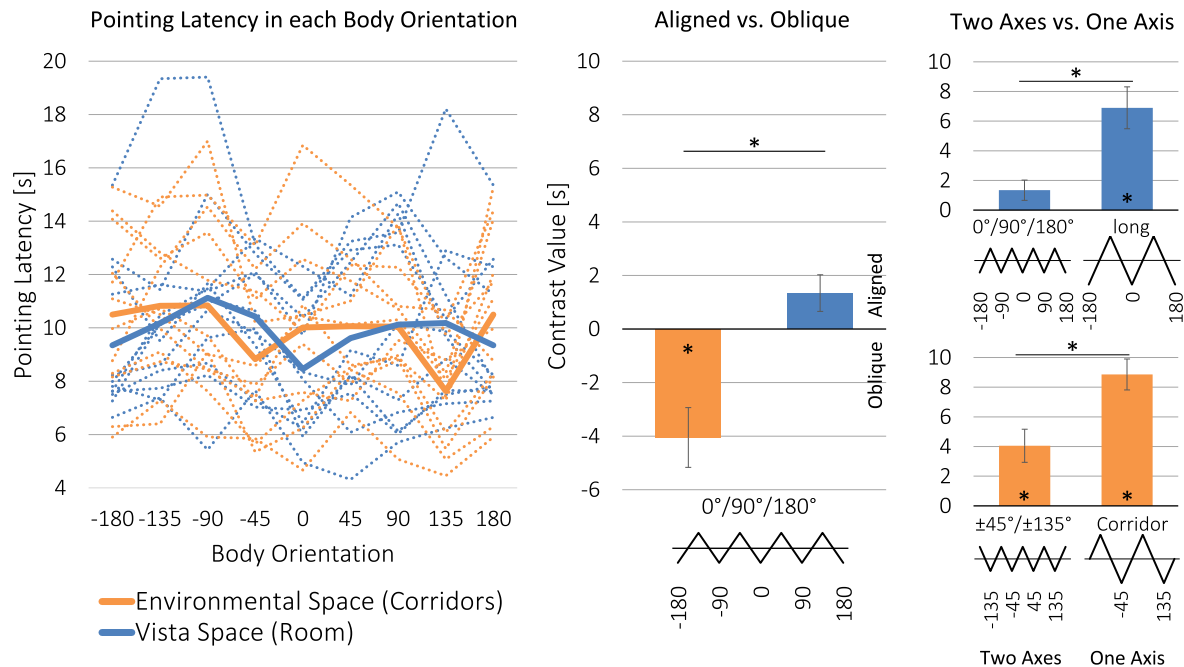 Pointing Latency in each Body Orientation
Pointing Latency [s]
20
18
16
14
12
10
8
6
4
-180 -135 -90 -45 0 45 90 135 180
Body Orientation
Environmental Space (Corridors)
Vista Space (Room)
Aligned vs. Oblique
Contrast Value [s]
10
8
6
4
2
0
-2
-4
-6
*
*
Aligned
Oblique
0°/90°/180°
-180 -90 0 90 180
Two Axes vs. One Axis
10
8
6
4
2
0
*
*
0°/90°/180° long
-180 -90 0 90 180 -180 0 180
10
8
6
4
2
0
*
* *
±45°/±135° Corridor
-135 -45 45 135 -45 135
Two Axes One Axis